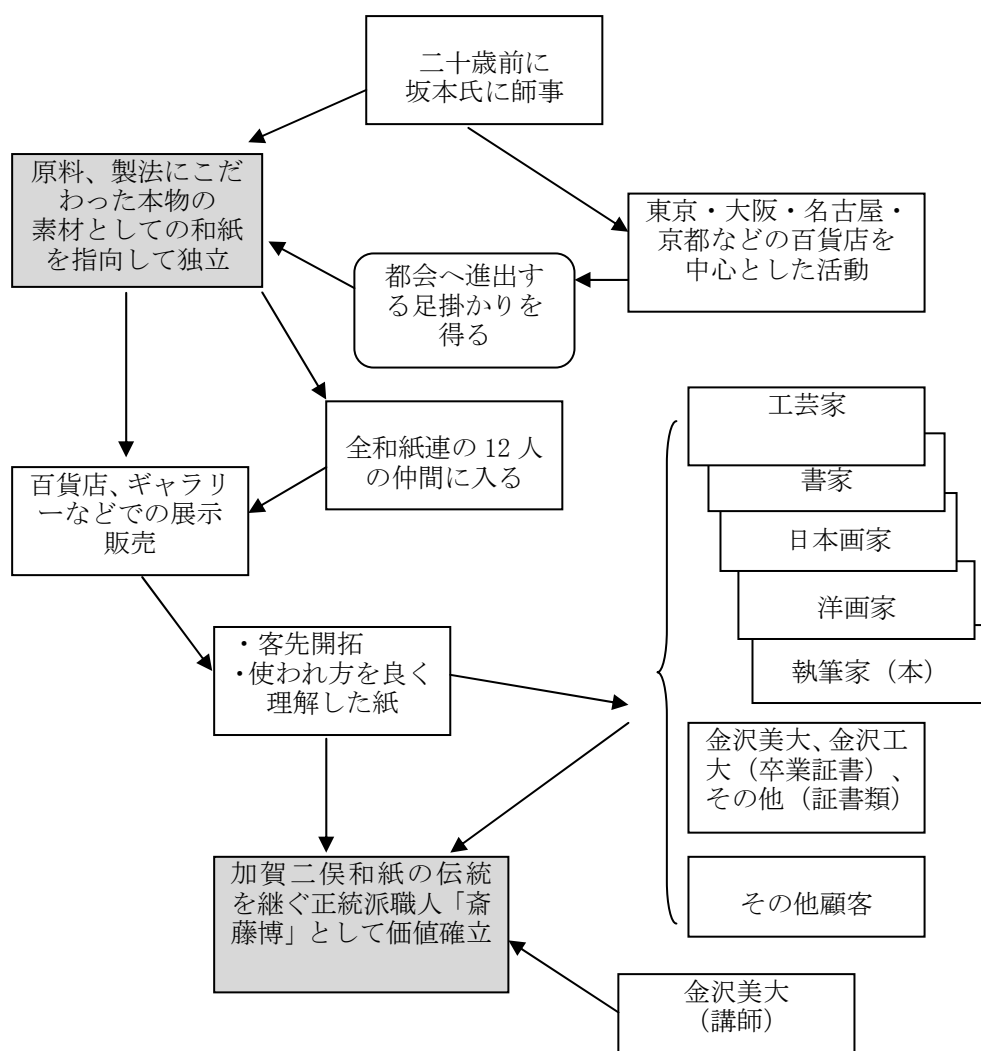 二十歳前に
坂本氏に師事
原料、製法にこだ
わった本物の
素材としての和紙
を指向して独立
東京・大阪・名古屋・
京都などの百貨店を
中心とした活動
都会へ進出す
る足掛かりを
得る
工芸家
全和紙連の 12 人
の仲間に入る
書家
百貨店、ギャラリ
ーなどでの展示
販売
日本画家
洋画家
・客先開拓
・使われ方を良く
理解した紙
執筆家（本）
金沢美大、金沢工
大（卒業証書）、
その他（証書類）
加賀二俣和紙の伝統
を継ぐ正統派職人「斎
藤博」として価値確立
その他顧客
金沢美大
（講師）